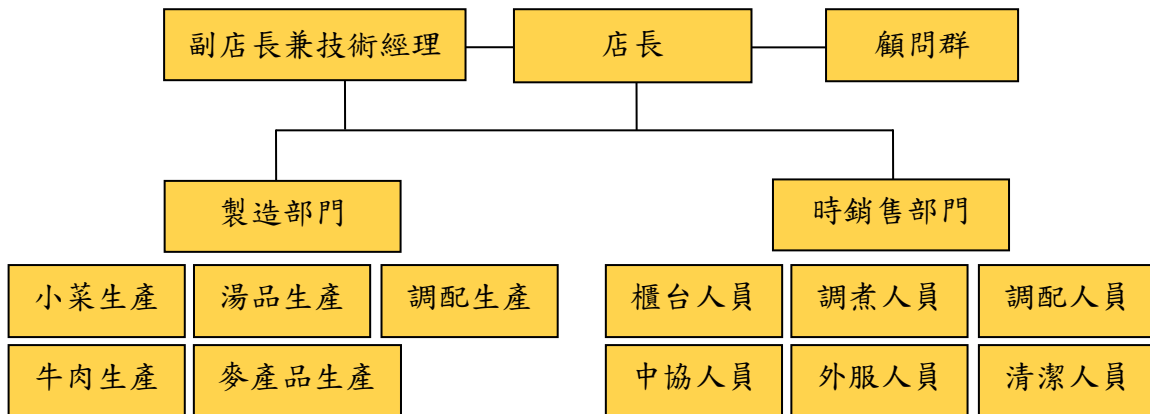 副店長兼技術經理
店長
顧問群
製造部門
時銷售部門
小菜生產
湯品生產
調配生產
櫃台人員
調煮人員
調配人員
牛肉生產
麥產品生產
中協人員
外服人員
清潔人員